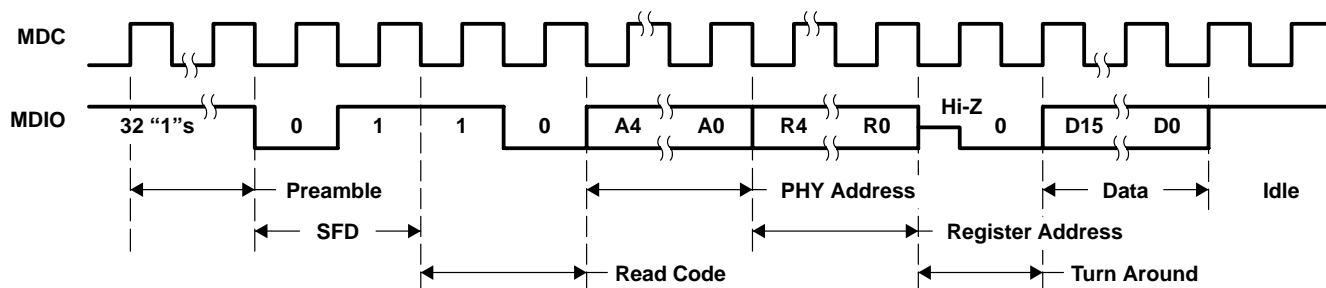 MDC
MDIO
32 “1”s
0
1
1
0
A4
A0
R4
R0
Hi-Z
0
D15
D0
Preamble
PHY Address
Data
Idle
SFD
Register Address
Read Code
Turn Around